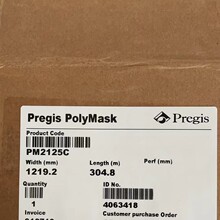 Pregis PolyMask Pregis
Product Code
PM2125C
Width (mm) Length (m) Perf (mm)
1219.2 304.8
Quantity ID No
1 4063418
Invoice Customer purchase Order